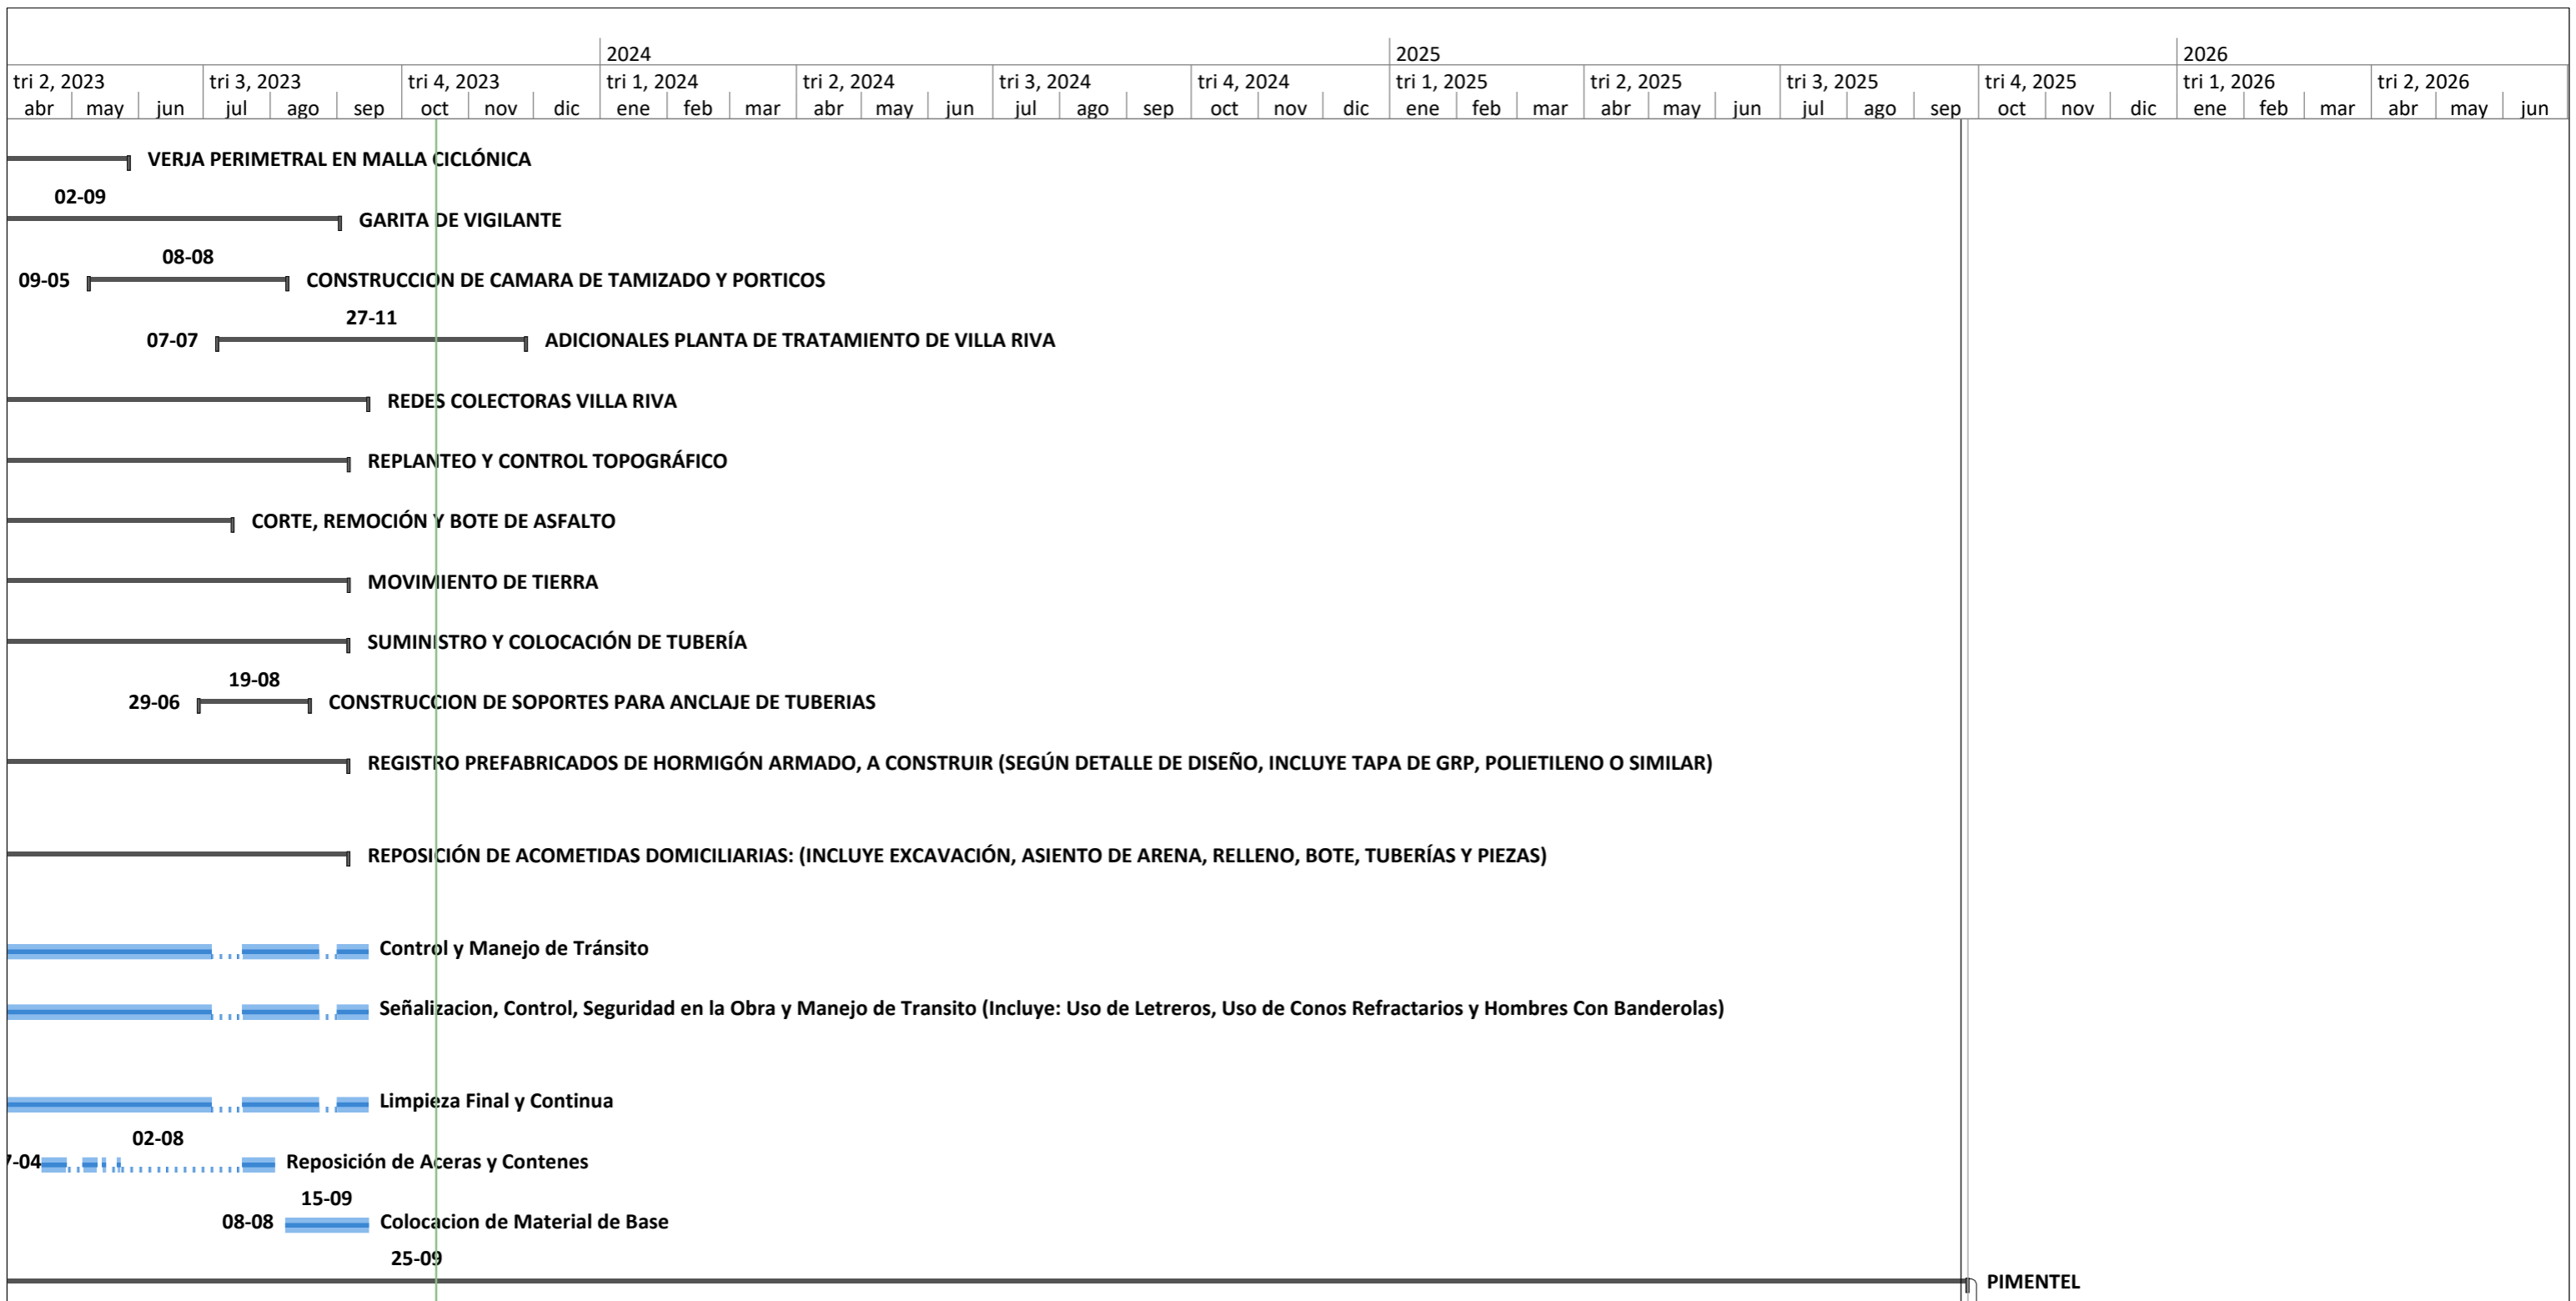 2024 2025 2026
tri 2, 2023 tri 3, 2023 tri 4, 2023 tri 1, 2024 tri 2, 2024 tri 3, 2024 tri 4, 2024 tri 1, 2025 tri 2, 2025 tri 3, 2025 tri 4, 2025 tri 1, 2026 tri 2, 2026
abr may jun jul ago sep oct nov dic ene feb mar abr may jun jul ago sep oct nov dic ene feb mar abr may jun jul ago sep oct nov dic ene feb mar abr may jun
VERJA PERIMETRAL EN MALLA CICLÓNICA
02-09
GARITA DE VIGILANTE
08-08
09-05 CONSTRUCCION DE CAMARA DE TAMIZADO Y PORTICOS
27-11
07-07 ADICIONALES PLANTA DE TRATAMIENTO DE VILLA RIVA
REDES COLECTORAS VILLA RIVA
REPLANTEO Y CONTROL TOPOGRÁFICO
CORTE, REMOCIÓN Y BOTE DE ASFALTO
MOVIMIENTO DE TIERRA
SUMINISTRO Y COLOCACIÓN DE TUBERÍA
19-08
29-06 CONSTRUCCION DE SOPORTES PARA ANCLAJE DE TUBERIAS
REGISTRO PREFABRICADOS DE HORMIGÓN ARMADO, A CONSTRUIR (SEGÚN DETALLE DE DISEÑO, INCLUYE TAPA DE GRP, POLIETILENO O SIMILAR)
REPOSICIÓN DE ACOMETIDAS DOMICILIARIAS: (INCLUYE EXCAVACIÓN, ASIENTO DE ARENA, RELLENO, BOTE, TUBERÍAS Y PIEZAS)
Control y Manejo de Tránsito
Señalizacion, Control, Seguridad en la Obra y Manejo de Transito (Incluye: Uso de Letreros, Uso de Conos Refractarios y Hombres Con Banderolas)
Limpieza Final y Continua
02-08
7-04 Reposición de Aceras y Contenes
15-09
08-08 Colocacion de Material de Base
25-09
PIMENTEL